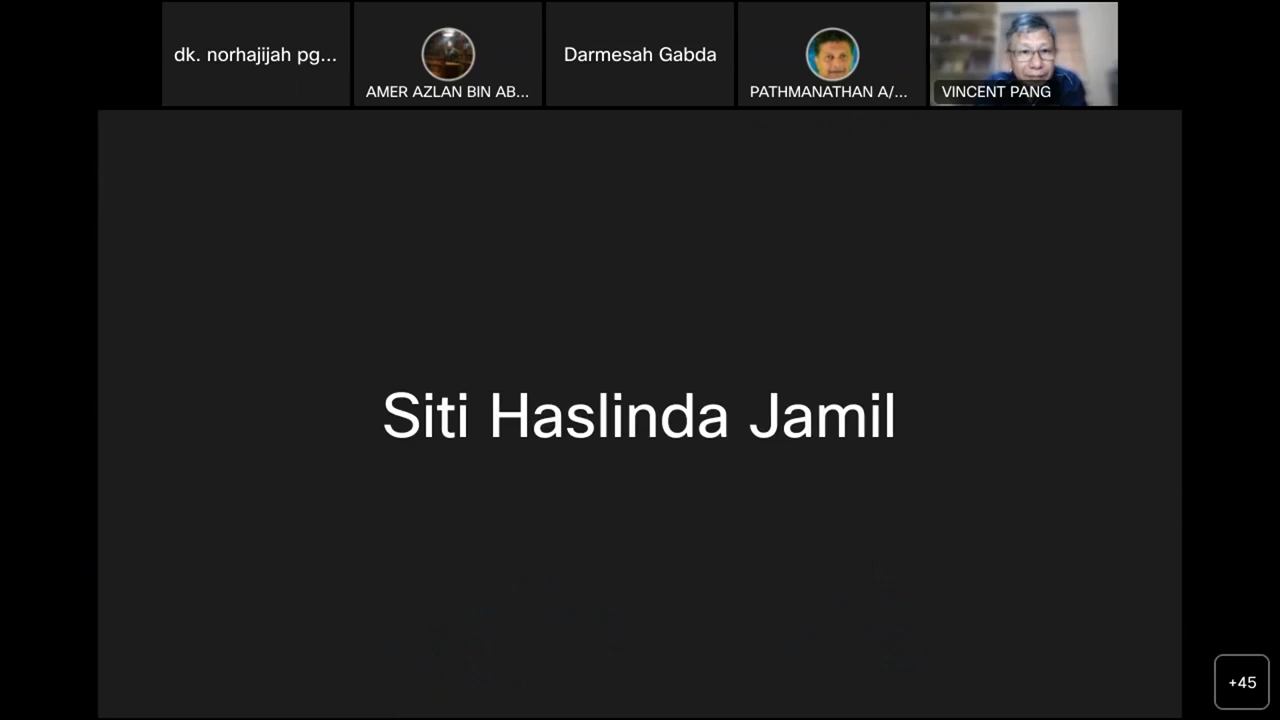 dk. norhajijah pg...
AMER AZLAN BIN AB...
Darmesah Gabda
PATHMANATHAN A/...
VINCENT PANG
Siti Haslinda Jamil
+45